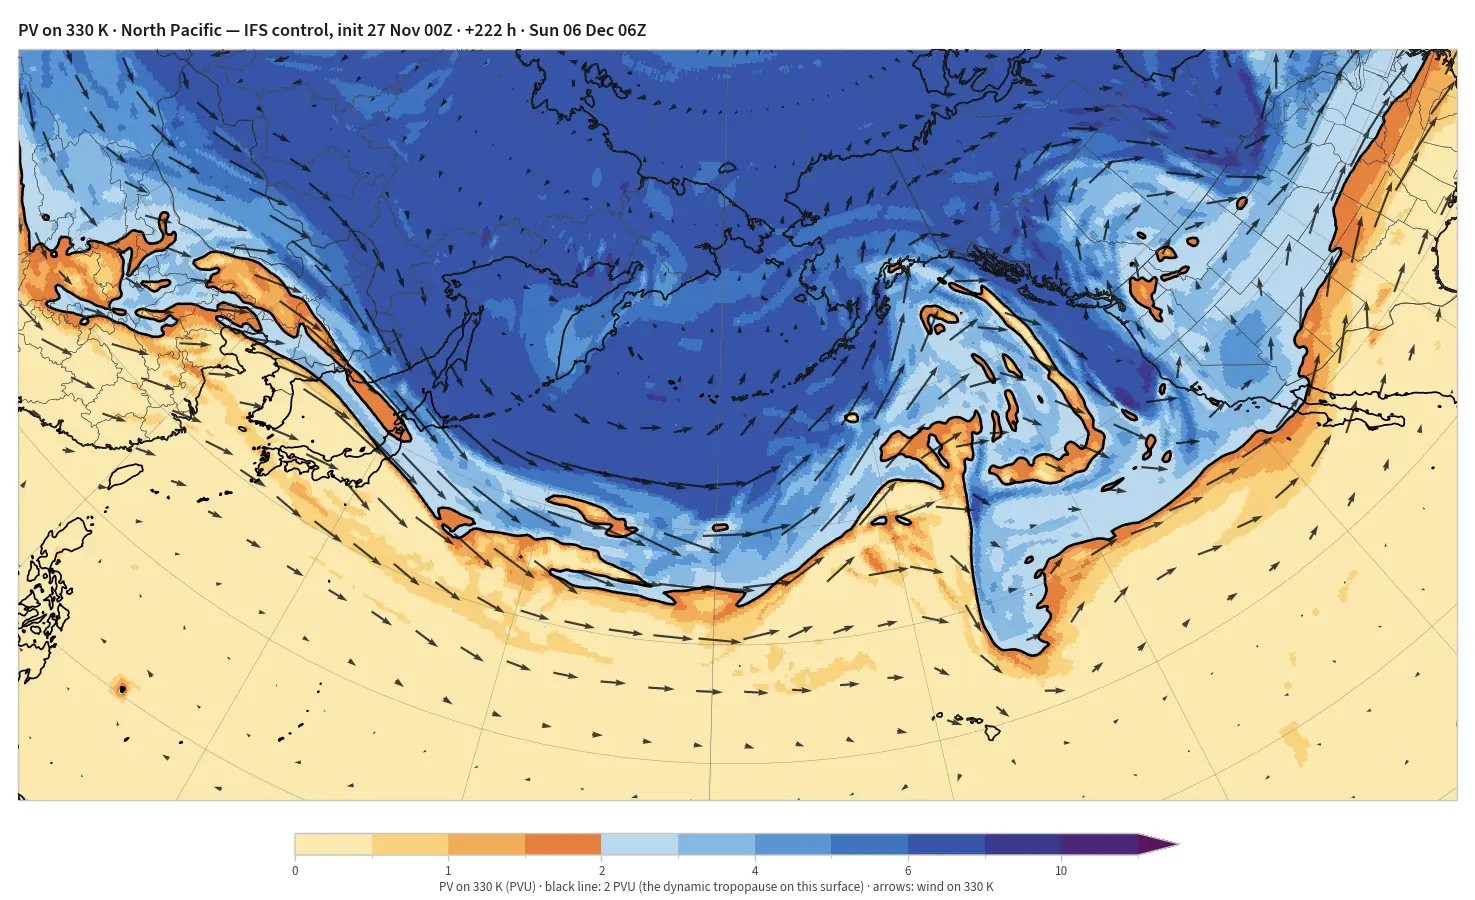 PV on 330 K · North Pacific — IFS control, init 27 Nov 00Z · +222 h · Sun 06 Dec 06Z
0 1 2 4 6 10
PV on 330 K (PVU) · black line: 2 PVU (the dynamic tropopause on this surface) · arrows: wind on 330 K